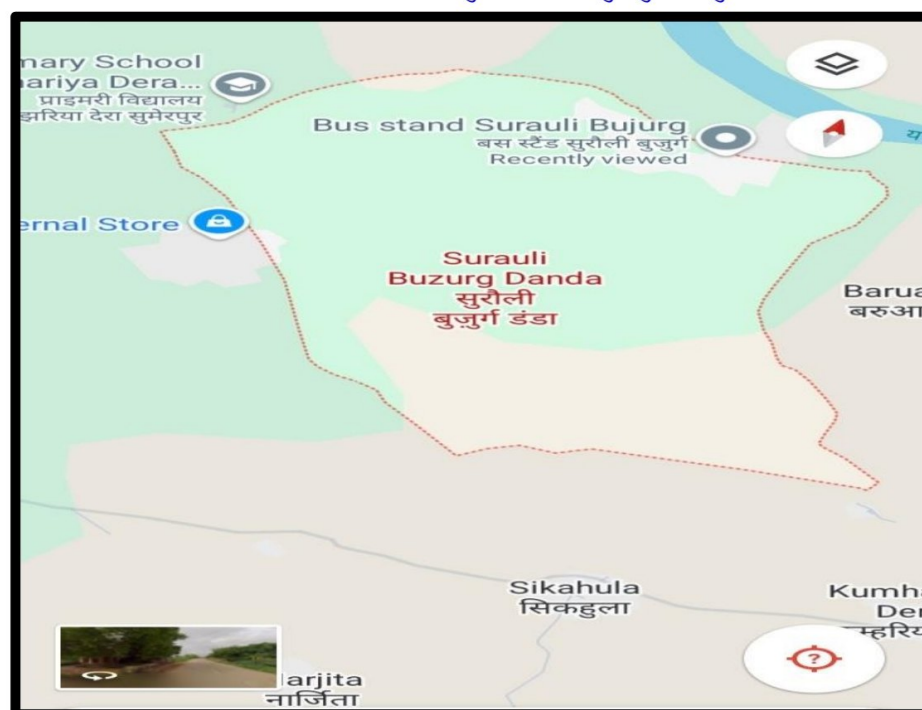 mary School
ariya Dera...
प्राइमरी विद्यालय
झरिया देरा सुमेरपुर
Bus stand Surauli Bujurg
बस स्टैंड सुरौली बुजुर्ग
Recently viewed
ernal Store
Surauli
Buzurg Danda
सुरौली
बुज़ुर्ग डंडा
Barua
बरुआ
Sikahula
सिकहुला
Kumha
Der
म्हरिय
arjita
नार्जिता